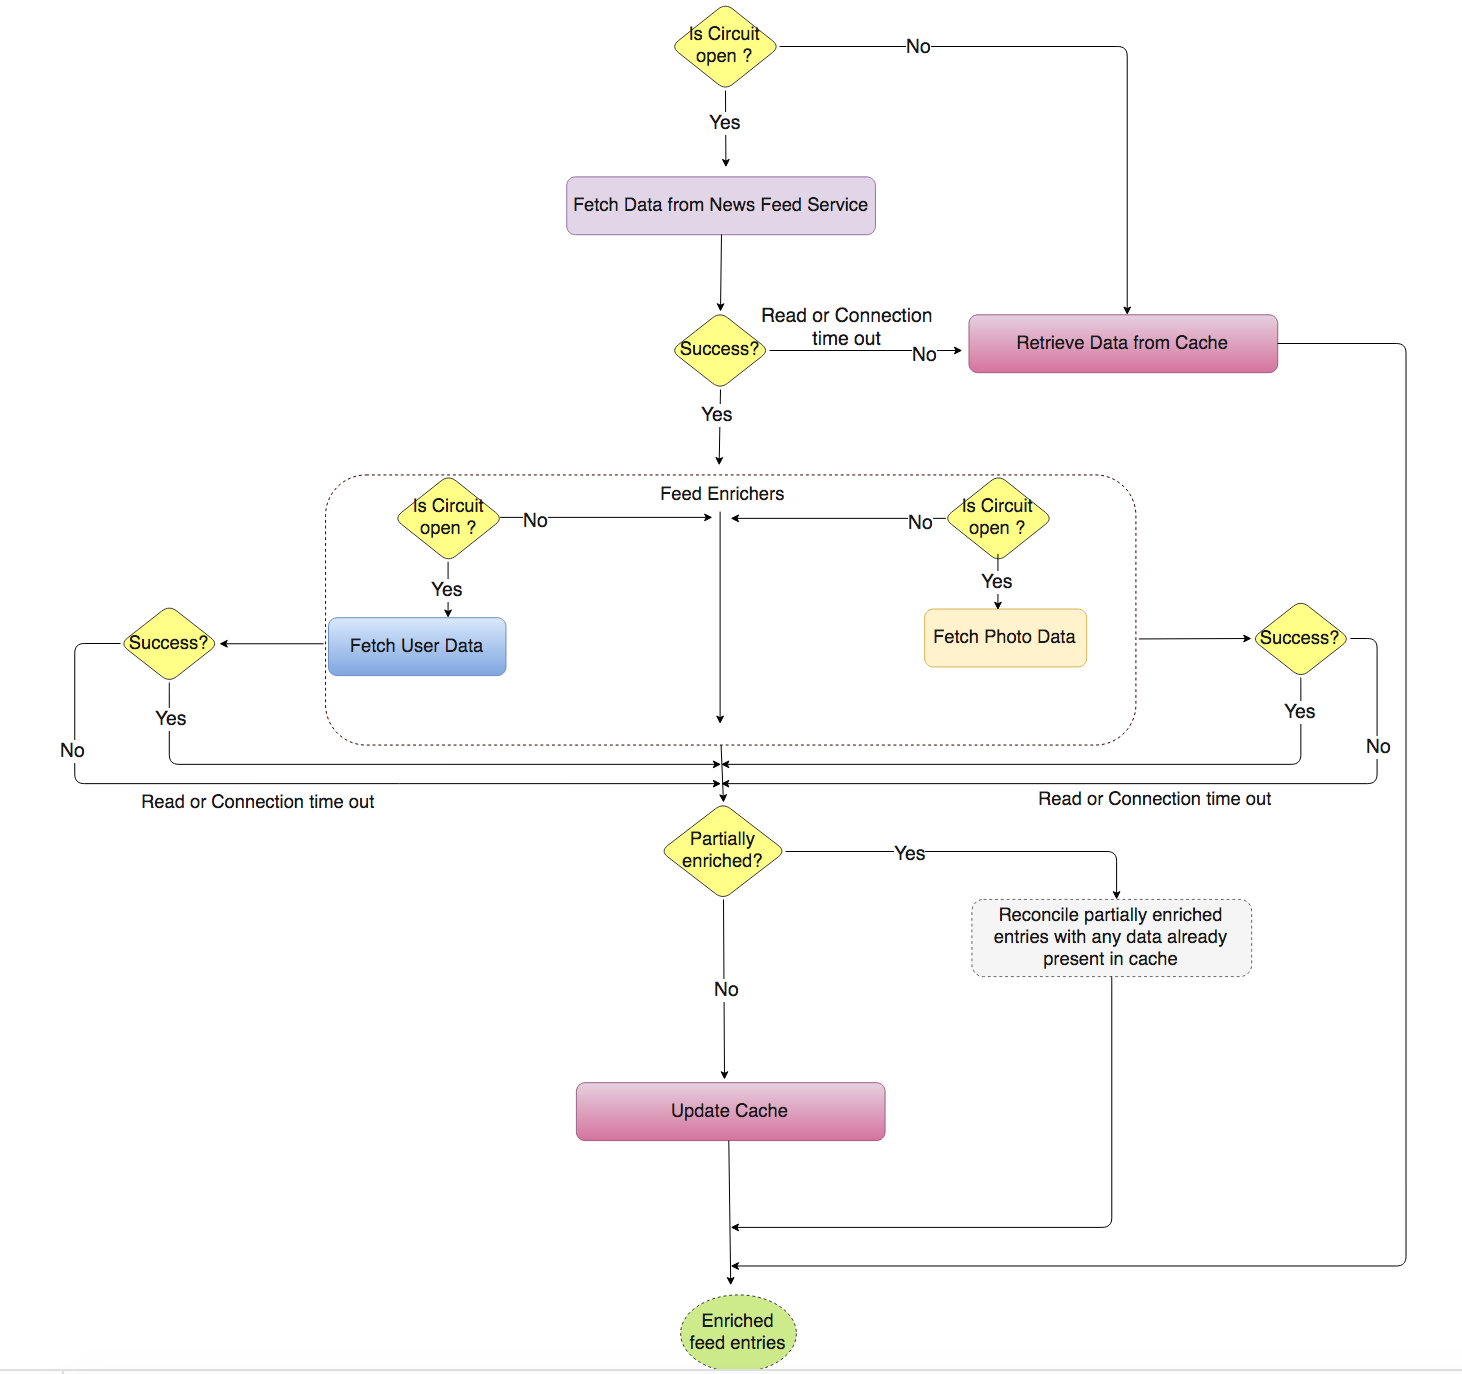 Is Circuit
open ?
No
Yes
Fetch Data from News Feed Service
Read or Connection
time out
Success?
No
Retrieve Data from Cache
Yes
Feed Enrichers
Is Circuit
open ?
No
No
Is Circuit
open ?
Yes
Yes
Fetch User Data
Fetch Photo Data
Success?
Success?
Yes
Yes
No
No
Read or Connection time out
Read or Connection time out
Partially
enriched?
Yes
Reconcile partially enriched
entries with any data already
present in cache
No
Update Cache
Enriched
feed entries